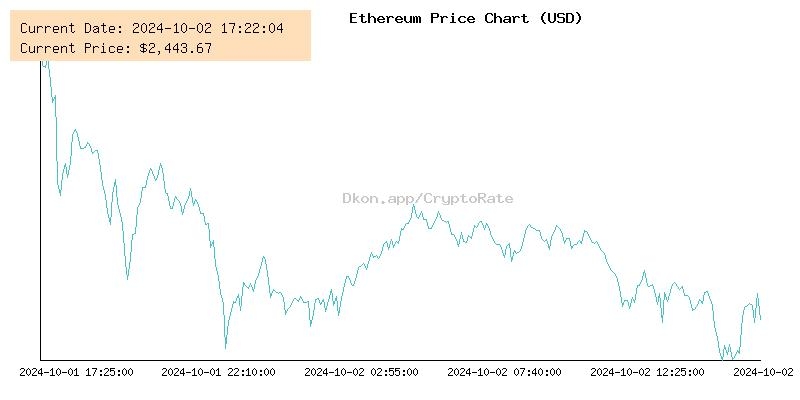 Ethereum Price Chart (USD)
Current Date: 2024-10-02 17:22:04
Current Price: $2,443.67
Dkon.app/CryptoRate
2024-10-01 17:25:00 2024-10-01 22:10:00 2024-10-02 02:55:00 2024-10-02 07:40:00 2024-10-02 12:25:00 2024-10-02